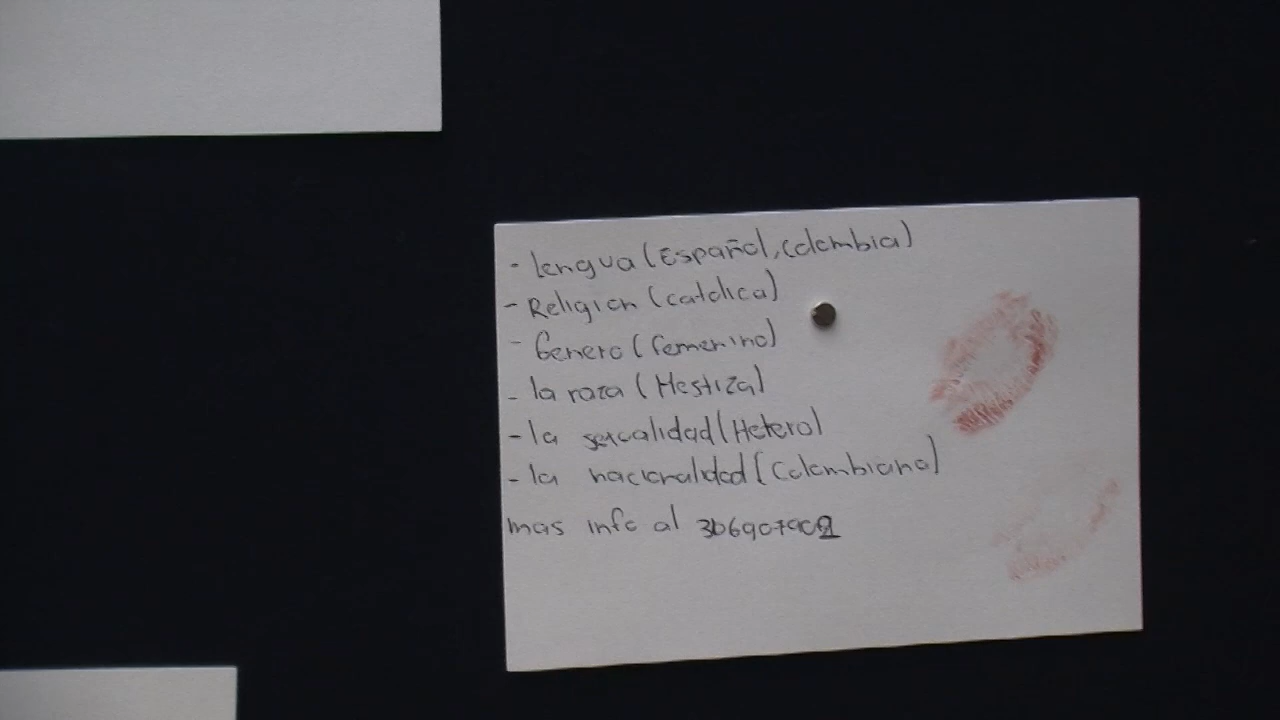 - lengua (Español, Colombia)
- Religion (catolica)
- Genero (femenino)
- la raza (Mestiza)
- la sexualidad (Hetero)
- la nacionalidad (Colombiana)
mas info al